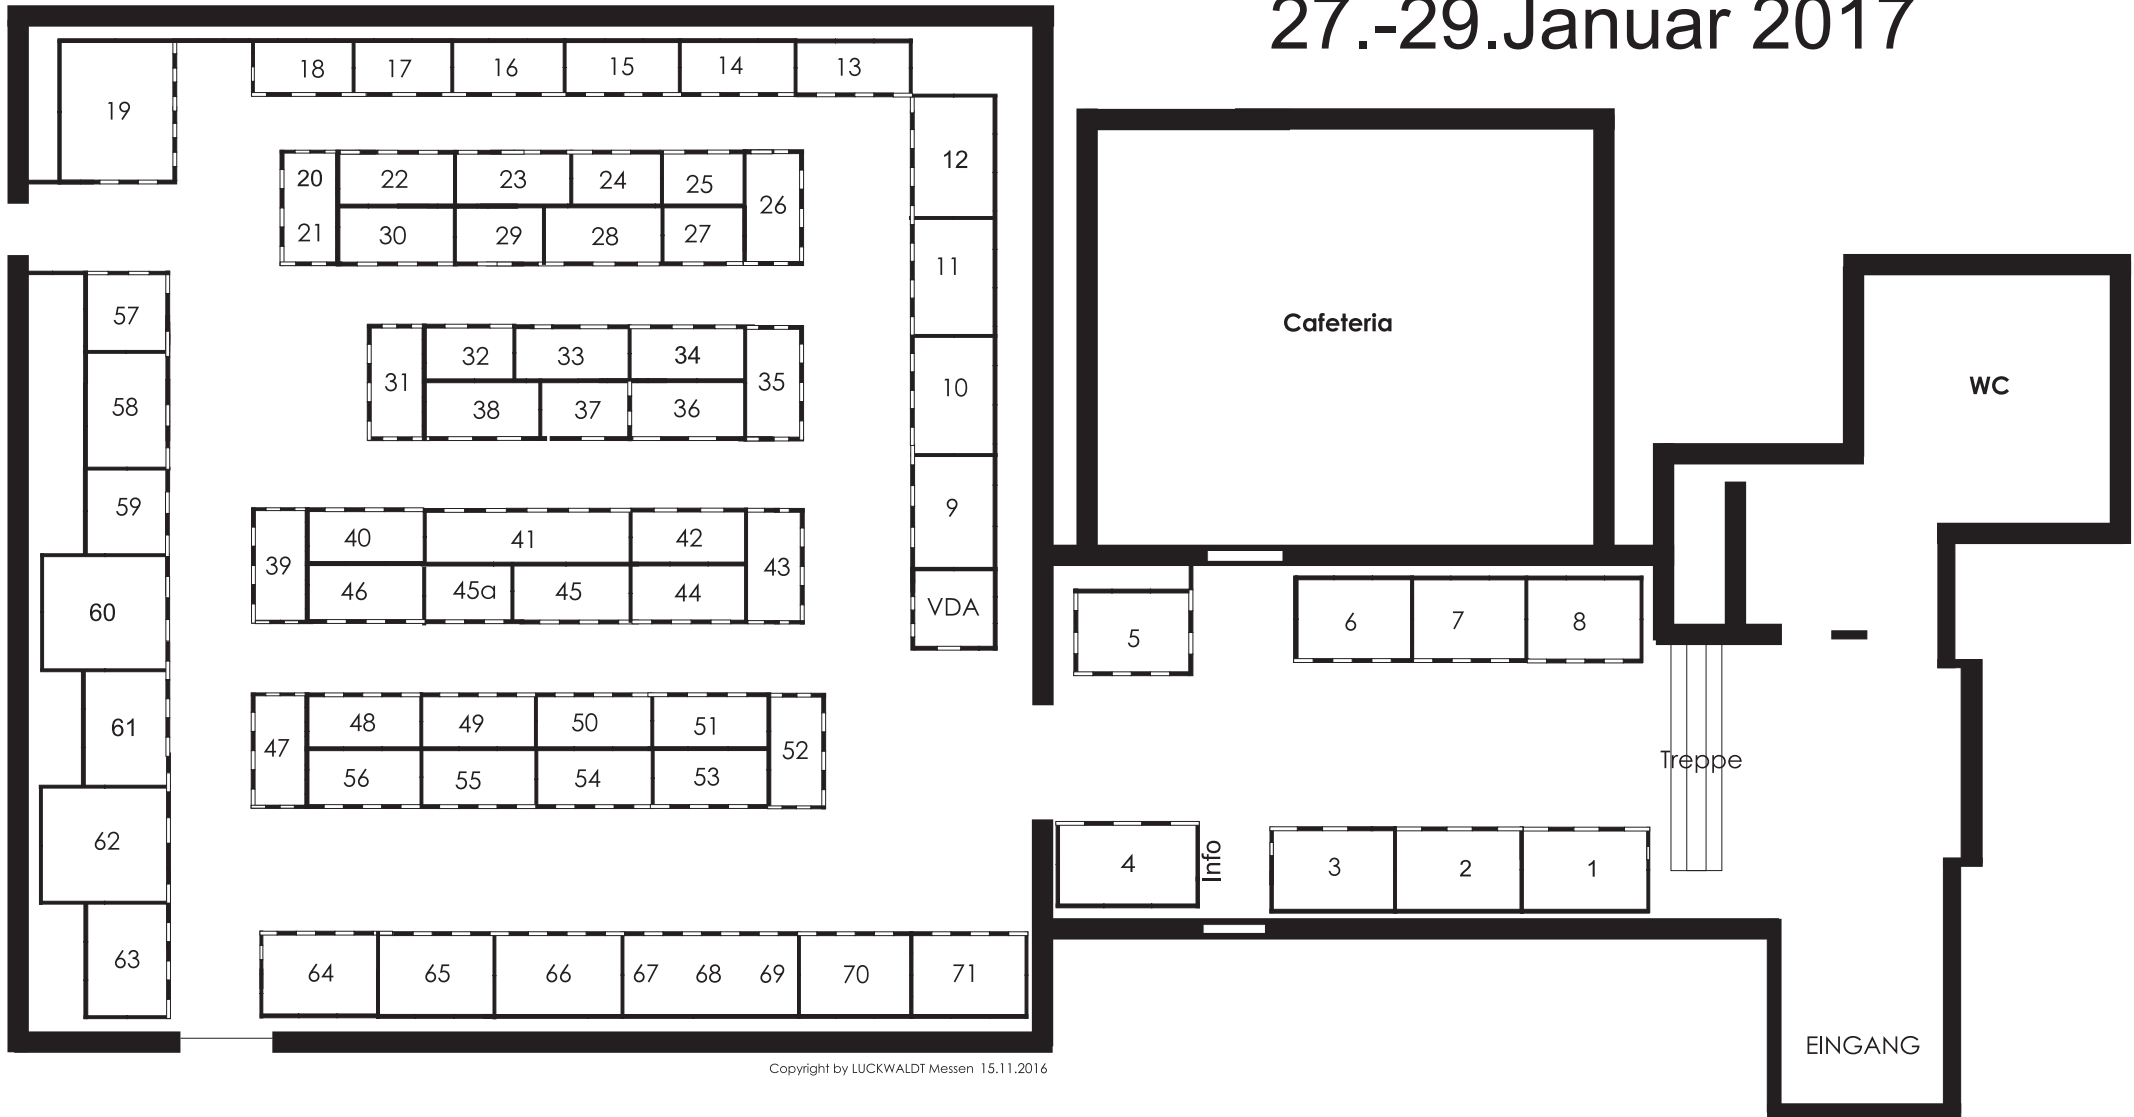 27.-29.Januar 2017
18 17 16 15 14 13
19
12
20 22 23 24 25 26
21 30 29 28 27
11
57
Cafeteria
32 33 34
31 35
38 37 36
58
10
WC
59
9
40 41 42
39 43
46 45a 45 44
60
VDA
5 6 7 8
61
48 49 50 51
47 52
56 55 54 53
Treppe
62
4 Info 3 2 1
63
64 65 66 67 68 69 70 71
EINGANG
Copyright by LUCKWALDT Messen 15.11.2016